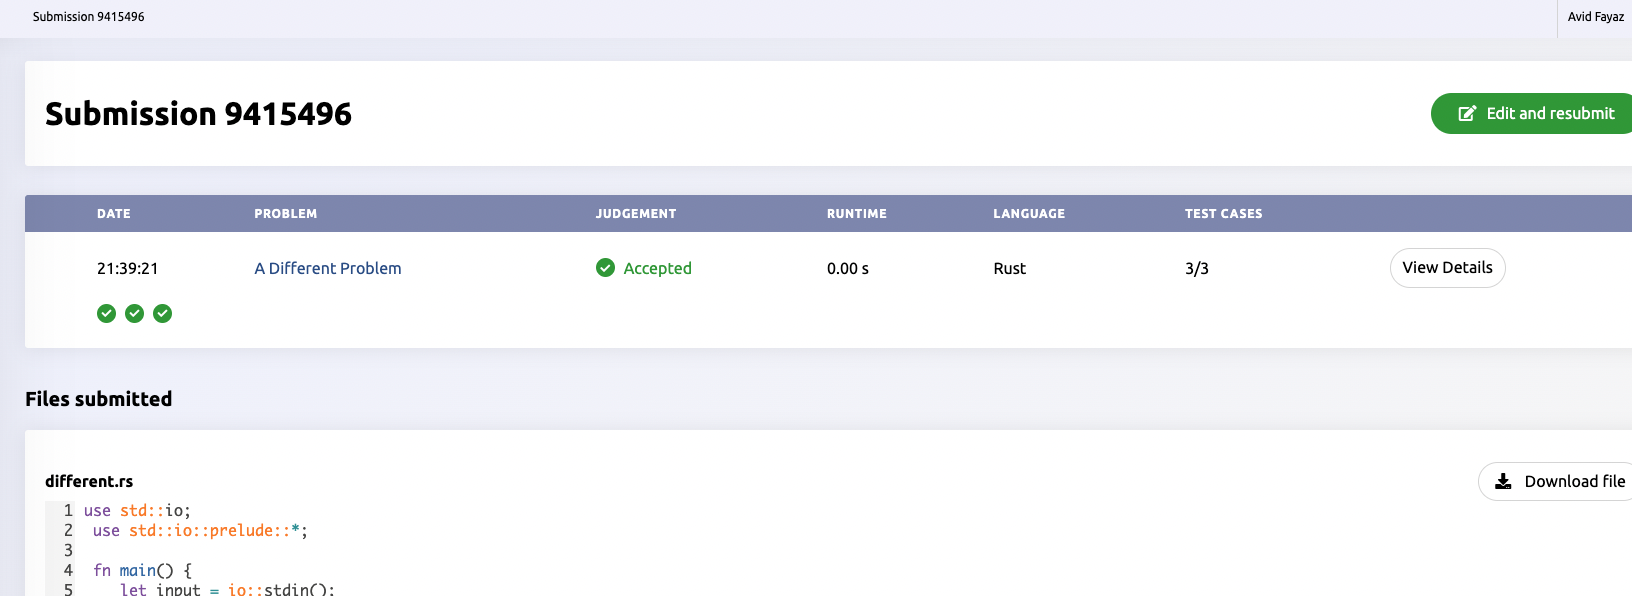 Submission 9415496
Avid Fayaz
Submission 9415496
Edit and resubmit
DATE PROBLEM JUDGEMENT RUNTIME LANGUAGE TEST CASES
21:39:21 A Different Problem Accepted 0.00 s Rust 3/3 View Details
Files submitted
different.rs
Download file
1 use std::io;
2 use std::io::prelude::*;
3
4 fn main() {
5 let input = io::stdin();